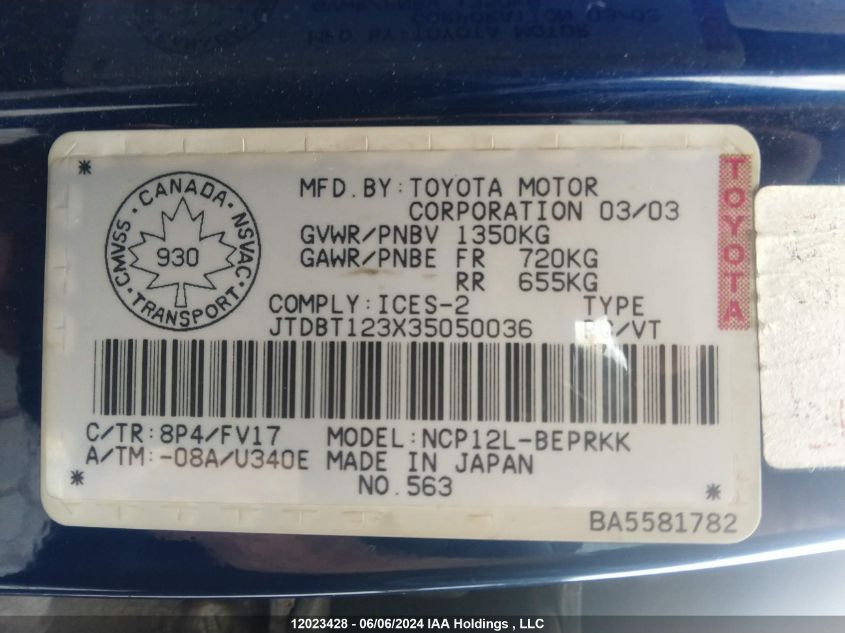 CMVSS · CANADA · NSVAC
930
· TRANSPORT ·
MFD.BY:TOYOTA MOTOR
CORPORATION 03/03
GVWR/PNBV 1350KG
GAWR/PNBE FR 720KG
RR 655KG
COMPLY:ICES-2 TYPE
JTDBT123X35050036 /VT
TOYOTA
C/TR:8P4/FV17 MODEL:NCP12L-BEPRKK
A/TM:-08A/U340E MADE IN JAPAN
NO.563
BA5581782
12023428 - 06/06/2024 IAA Holdings , LLC